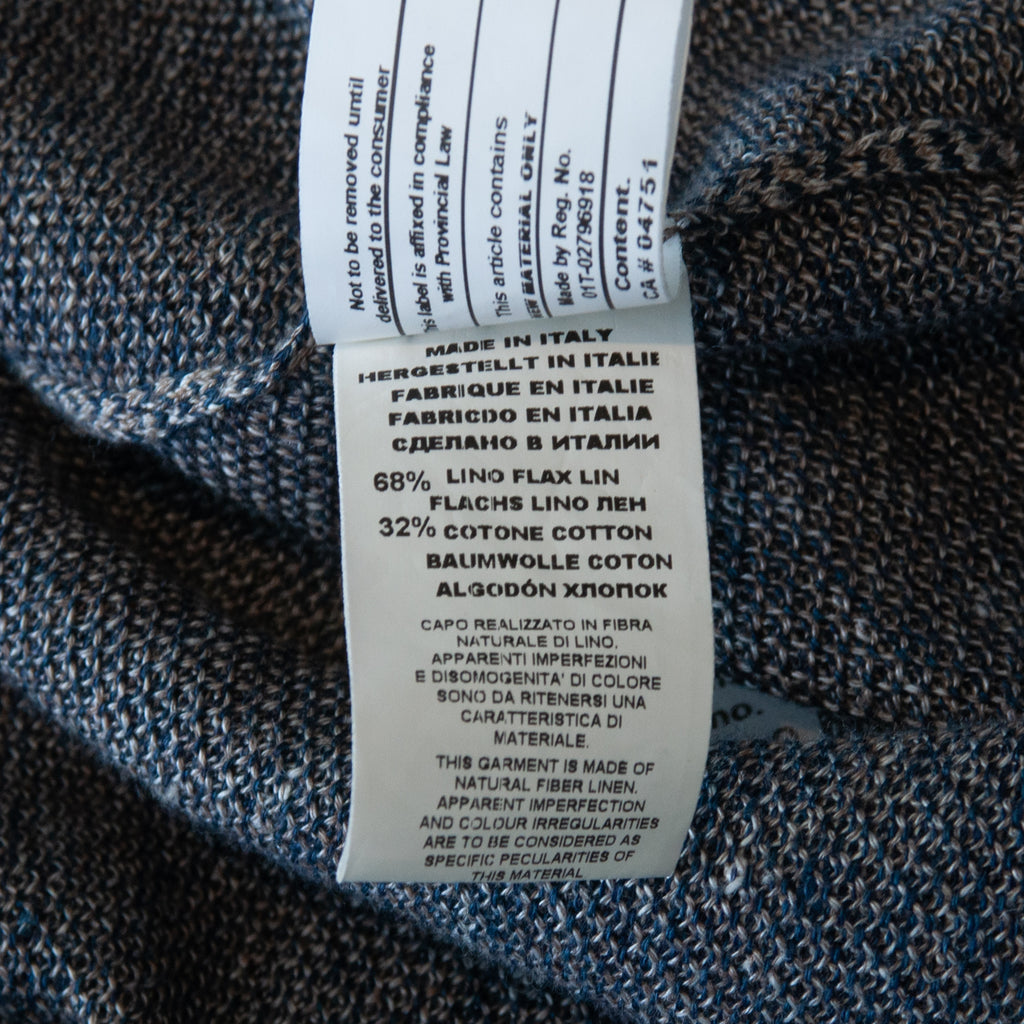 Not to be removed until
delivered to the consumer
label is affixed in compliance
with Provincial Law
This article contains
NEW MATERIAL ONLY
Made by Reg. No.
01T-02796918
Content.
CA # 04751
MADE IN ITALY
HERGESTELLT IN ITALIE
FABRIQUE EN ITALIE
FABRICDO EN ITALIA
СДЕЛАНО В ИТАЛИИ
68% LINO FLAX LIN
FLACHS LINO ЛЕН
32% COTONE COTTON
BAUMWOLLE COTON
ALGODÓN ХЛОПОК
CAPO REALIZZATO IN FIBRA
NATURALE DI LINO.
APPARENTI IMPERFEZIONI
E DISOMOGENITA' DI COLORE
SONO DA RITENERSI UNA
CARATTERISTICA DI
MATERIALE.
THIS GARMENT IS MADE OF
NATURAL FIBER LINEN.
APPARENT IMPERFECTION
AND COLOUR IRREGULARITIES
ARE TO BE CONSIDERED AS
SPECIFIC PECULARITIES OF
THIS MATERIAL